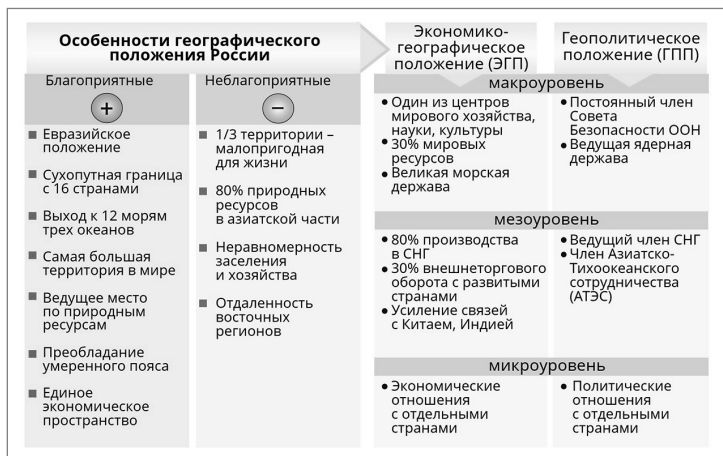 Особенности географического
положения России
Благоприятные
+
Евразийское
положение
Сухопутная граница
с 16 странами
Выход к 12 морям
трех океанов
Самая большая
территория в мире
Ведущее место
по природным
ресурсам
Преобладание
умеренного пояса
Единое
экономическое
пространство
Неблагоприятные
−
1/3 территории –
малопригодная
для жизни
80% природных
ресурсов
в азиатской части
Неравномерность
заселения
и хозяйства
Отдаленность
восточных
регионов
Экономико-
географическое
положение (ЭГП)
Геополитическое
положение (ГПП)
макроуровень
Один из центров
мирового хозяйства,
науки, культуры
30% мировых
ресурсов
Великая морская
держава
Постоянный член
Совета
Безопасности ООН
Ведущая ядерная
держава
мезоуровень
80% производства
в СНГ
30% внешнеторгового
оборота с развитыми
странами
Усиление связей
с Китаем, Индией
Ведущий член СНГ
Член Азиатско-
Тихоокеанского
сотрудничества
(АТЭС)
микроуровень
Экономические
отношения
с отдельными
странами
Политические
отношения
с отдельными
странами